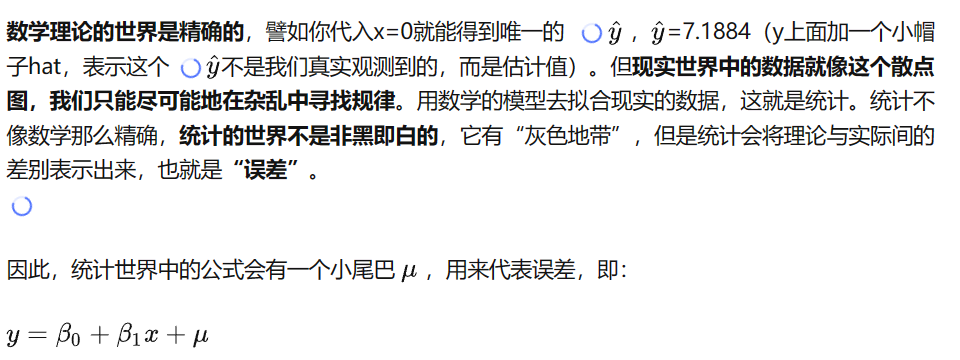 数学理论的世界是精确的，譬如你代入x=0就能得到唯一的 ŷ，ŷ=7.1884（y上面加一个小帽
子hat，表示这个 ŷ不是我们真实观测到的，而是估计值）。但现实世界中的数据就像这个散点
图，我们只能尽可能地在杂乱中寻找规律。用数学的模型去拟合现实的数据，这就是统计。统计不
像数学那么精确，统计的世界不是非黑即白的，它有“灰色地带”，但是统计会将理论与实际间的
差别表示出来，也就是“误差”。
因此，统计世界中的公式会有一个小尾巴 μ，用来代表误差，即：
y = β₀ + β₁x + μ